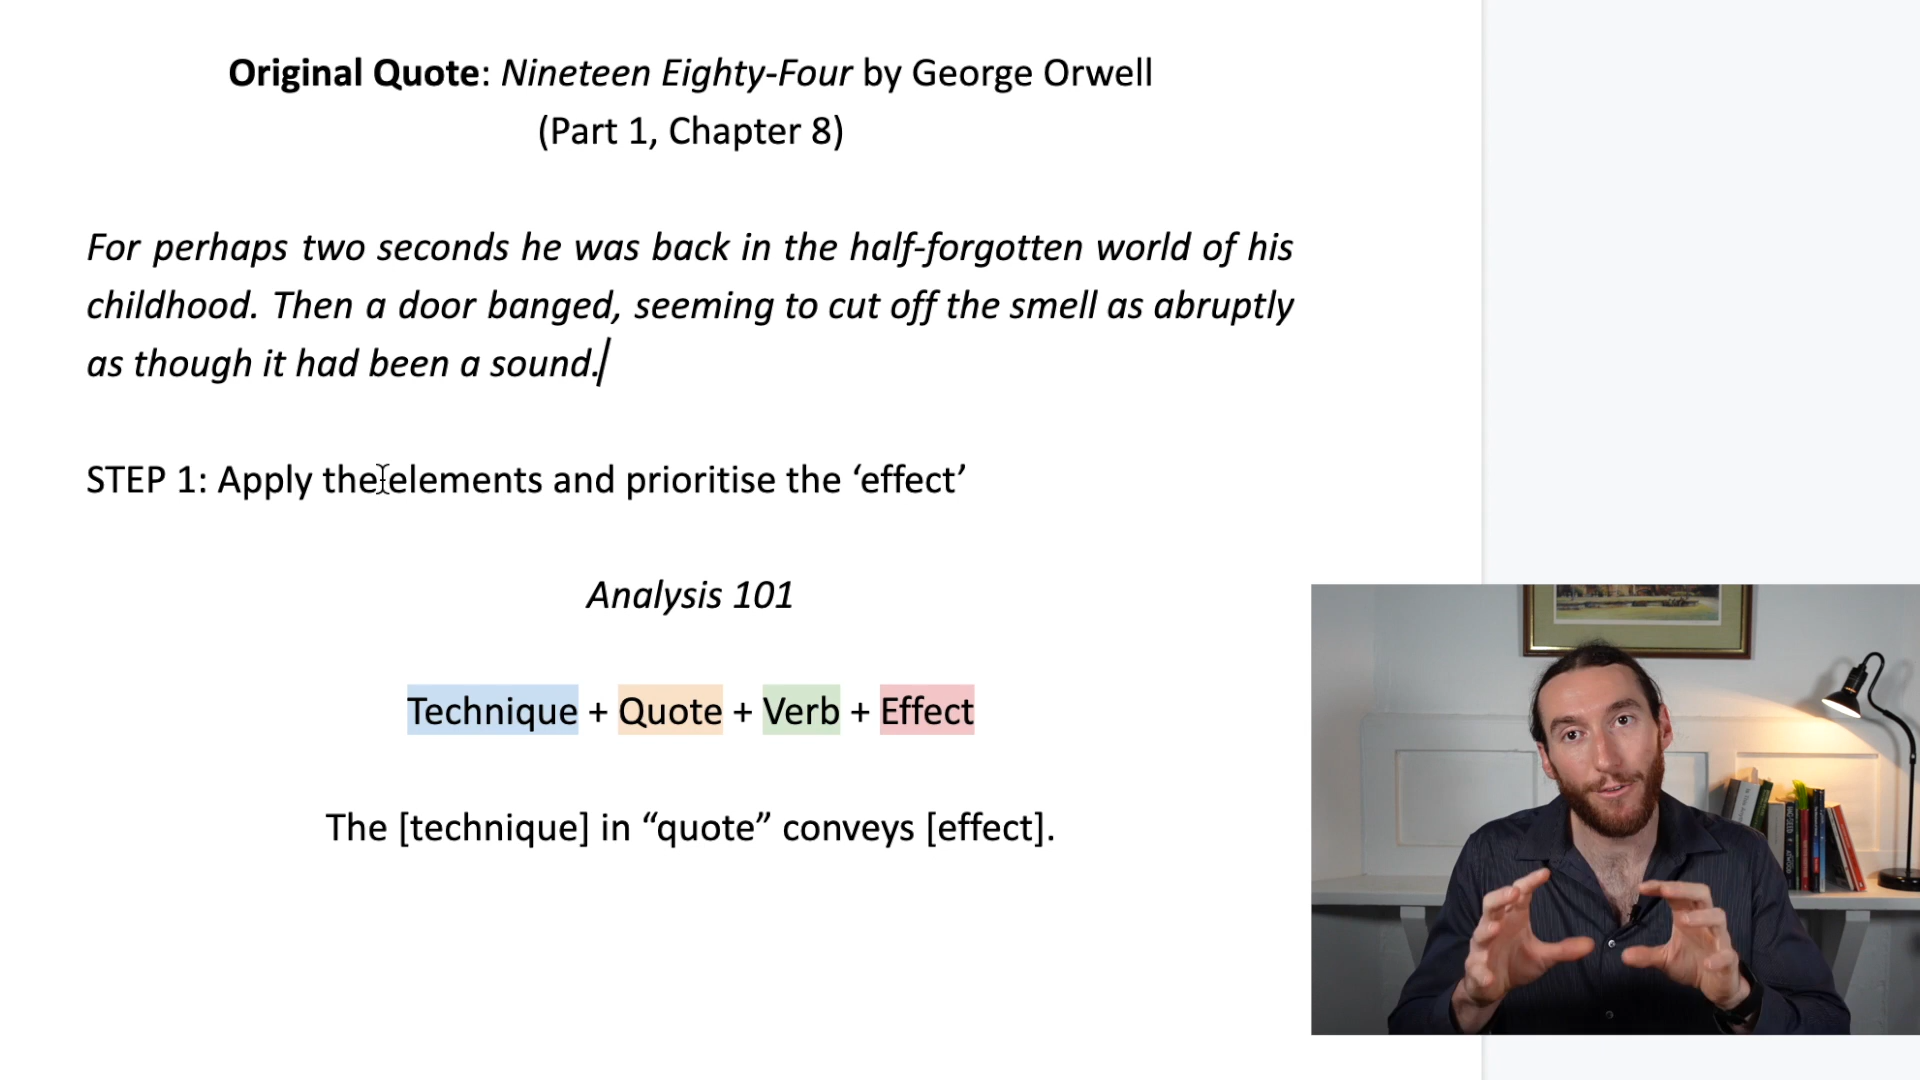 Original Quote: Nineteen Eighty-Four by George Orwell
(Part 1, Chapter 8)
For perhaps two seconds he was back in the half-forgotten world of his
childhood. Then a door banged, seeming to cut off the smell as abruptly
as though it had been a sound.
STEP 1: Apply the elements and prioritise the ‘effect’
Analysis 101
Technique + Quote + Verb + Effect
The [technique] in “quote” conveys [effect].